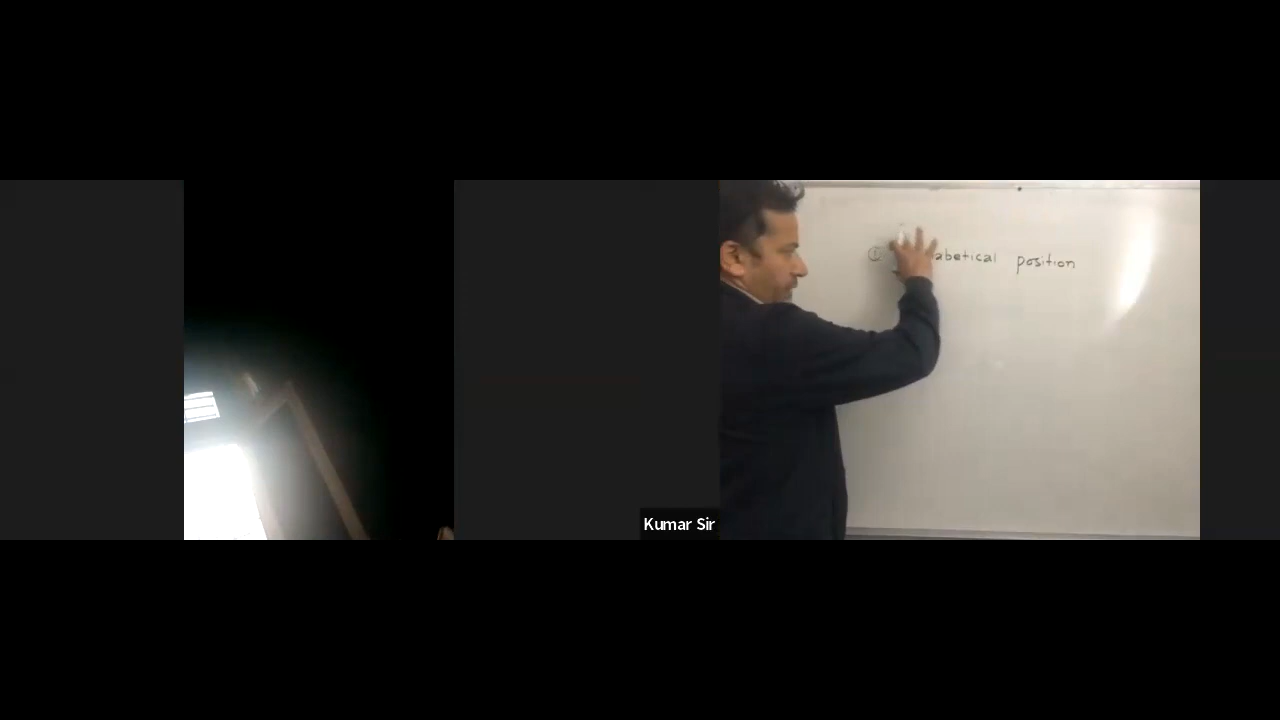 ① abetical position
Kumar Sir